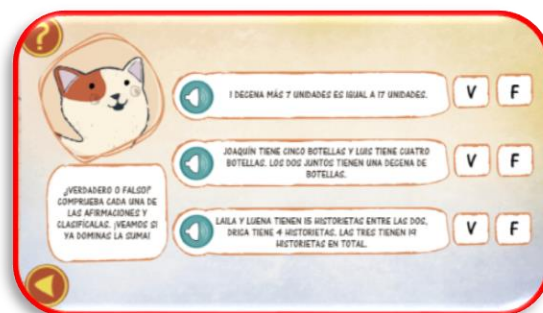 ?
1 DECENA MÁS 7 UNIDADES ES IGUAL A 17 UNIDADES.
V F
JOAQUÍN TIENE CINCO BOTELLAS Y LUIS TIENE CUATRO
BOTELLAS. LOS DOS JUNTOS TIENEN UNA DECENA DE
BOTELLAS.
V F
¿VERDADERO O FALSO?
COMPRUEBA CADA UNA DE
LAS AFIRMACIONES Y
CLASIFÍCALAS. ¡VEAMOS SI
YA DOMINAS LA SUMA!
LAILA Y LUENA TIENEN 15 HISTORIETAS ENTRE LAS DOS.
DRICA TIENE 4 HISTORIETAS. LAS TRES TIENEN 19
HISTORIETAS EN TOTAL.
V F